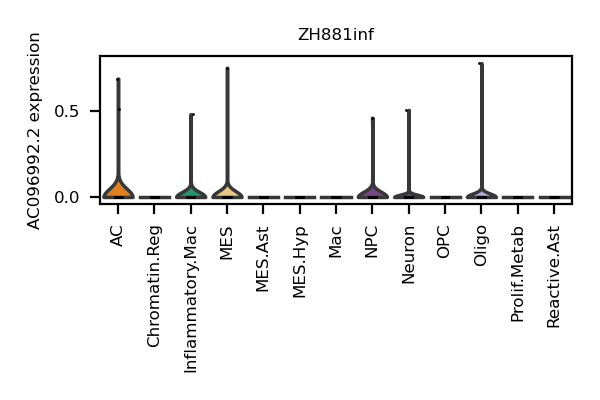 ZH881inf
AC096992.2 expression
0.5
0.0
AC
Chromatin.Reg
Inflammatory.Mac
MES
MES.Ast
MES.Hyp
Mac
NPC
Neuron
OPC
Oligo
Prolif.Metab
Reactive.Ast